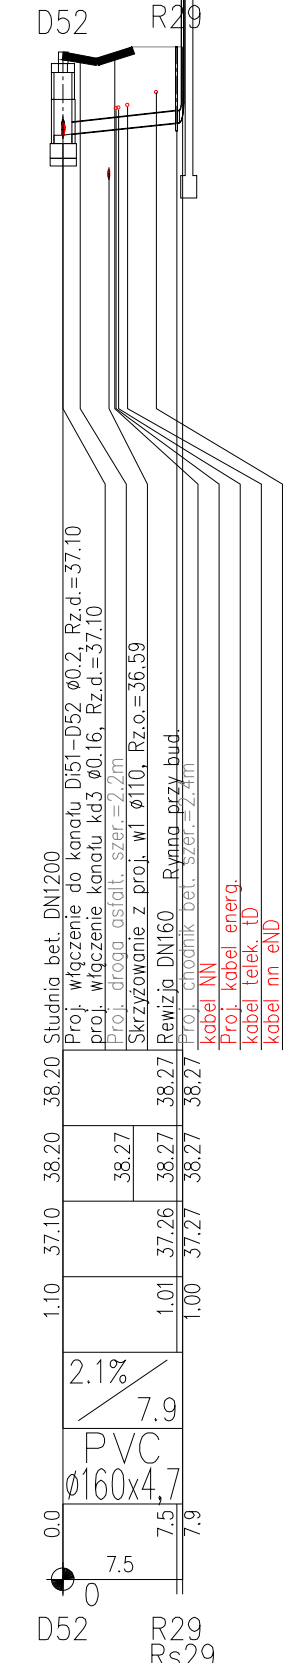 D52 R29
Studnia bet. DN1200
Proj. włączenie do kanału Di51-D52 ø0.2, Rz.d.=37.10
proj. włączenie kanału kd3 ø0.16, Rz.d.=37.10
Proj. droga asfalt. szer.=2.2m
Skrzyżowanie z proj. w1 ø110, Rz.o.=36.59
Rewizja DN160 Rynna przy bud.
Proj. chodnik bet. szer.=2.4m
kabel NN
Proj. kabel energ.
kabel telek. tD
kabel nn eND
38.20 38.27 38.27
38.20 38.27 38.27 38.27
37.10 37.26 37.27
1.10 1.01 1.00
2.1%
7.9
PVC
ø160x4,7
0.0 7.5 7.9
7.5
0
D52 R29
Rs29